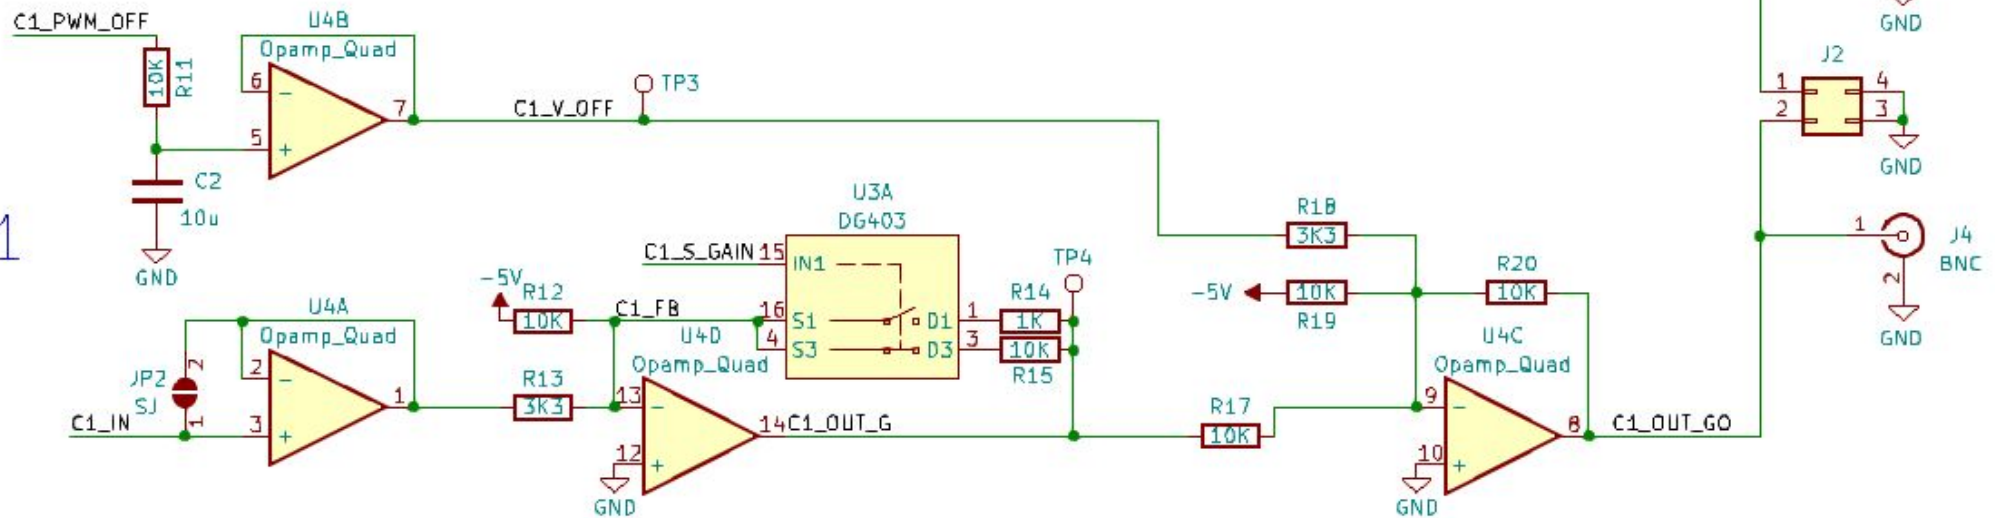 C1_PWM_OFF
10K
R11
C2
10u
GND
U4B
Opamp_Quad
6
-
5
+
7
C1_V_OFF
TP3
1
C1_IN
JP2
SJ
2
1
U4A
Opamp_Quad
2
-
3
+
1
-5V
R12
10K
R13
3K3
C1_S_GAIN
C1_FB
U4D
Opamp_Quad
13
-
12
+
14
GND
C1_OUT_G
U3A
DG403
15
IN1
16
S1
4
S3
D1
1
D3
3
R14
1K
10K
R15
TP4
R17
10K
R18
3K3
-5V
10K
R19
R20
10K
U4C
Opamp_Quad
9
-
10
+
8
GND
C1_OUT_GO
GND
J2
1
4
2
3
GND
1
2
J4
BNC
GND